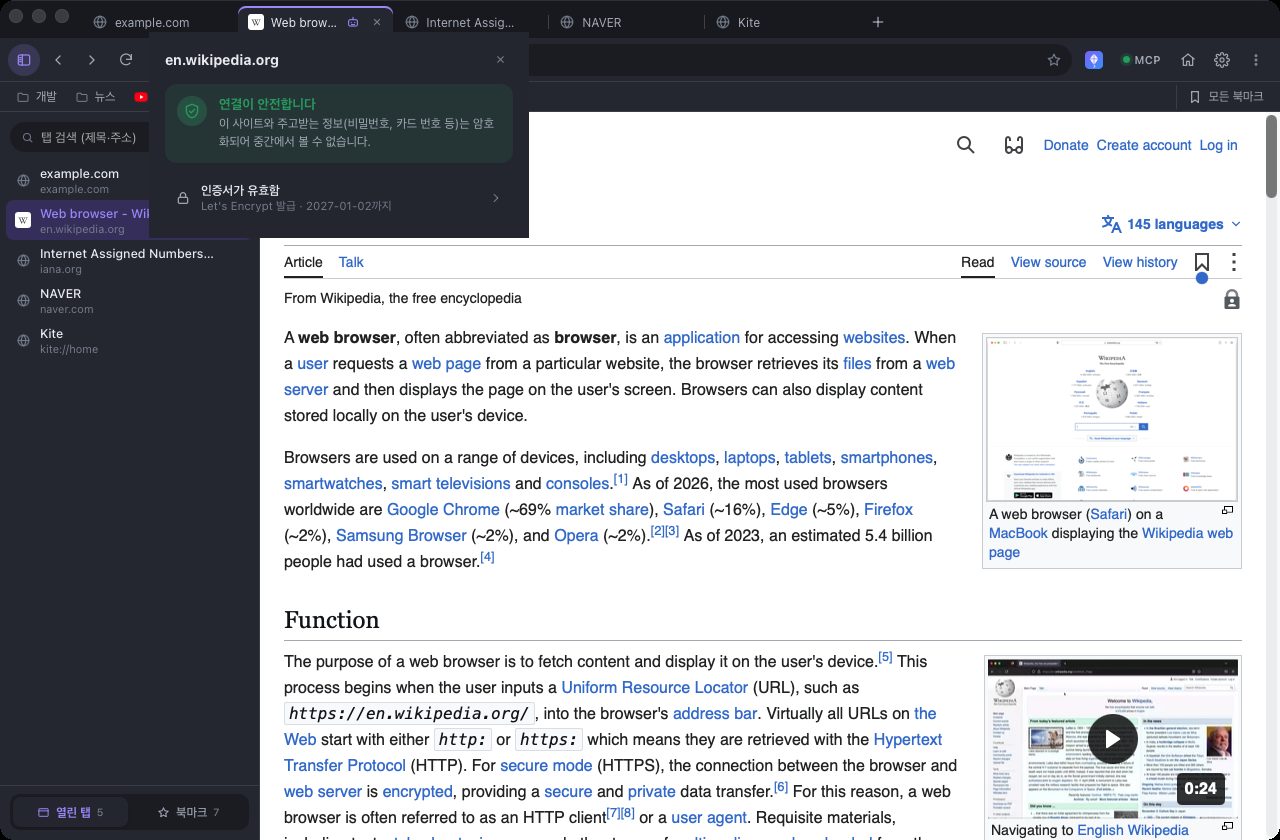 example.com
Web brow...
Internet Assig...
NAVER
Kite
en.wikipedia.org
MCP
연결이 안전합니다
이 사이트와 주고받는 정보(비밀번호, 카드 번호 등)는 암호
화되어 중간에서 볼 수 없습니다.
인증서가 유효함
Let's Encrypt 발급 · 2027-01-02까지
개발
뉴스
모든 북마크
탭 검색 (제목·주소)
example.com
example.com
Web browser - Wi
en.wikipedia.org
Internet Assigned Numbers...
iana.org
NAVER
naver.com
Kite
kite://home
열린 탭 5
북마크 7
Donate Create account Log in
145 languages
Article Talk Read View source View history
From Wikipedia, the free encyclopedia
A web browser, often abbreviated as browser, is an application for accessing websites. When
a user requests a web page from a particular website, the browser retrieves its files from a web
server and then displays the page on the user's screen. Browsers can also display content
stored locally on the user's device.
Browsers are used on a range of devices, including desktops, laptops, tablets, smartphones,
smartwatches, smart televisions and consoles.[1] As of 2026, the most used browsers
worldwide are Google Chrome (~69% market share), Safari (~16%), Edge (~5%), Firefox
(~2%), Samsung Browser (~2%), and Opera (~2%).[2][3] As of 2023, an estimated 5.4 billion
people had used a browser.[4]
WIKIPEDIA
A web browser (Safari) on a
MacBook displaying the Wikipedia web
page
Function
The purpose of a web browser is to fetch content and display it on the user's device.[5] This
process begins when the user inputs a Uniform Resource Locator (URL), such as
https://en.wikipedia.org/, into the browser's address bar. Virtually all URLs on the
Web start with either http: or https: which means they are retrieved with the Hypertext
Transfer Protocol (HTTP). For secure mode (HTTPS), the connection between the browser and
web server is encrypted, providing a secure and private data transfer.[6] For this reason, a web
browser is often referred to as an HTTP client[7][8] or a user agent. Requisite materials,
Welcome to Wikipedia,
0:24
Navigating to English Wikipedia